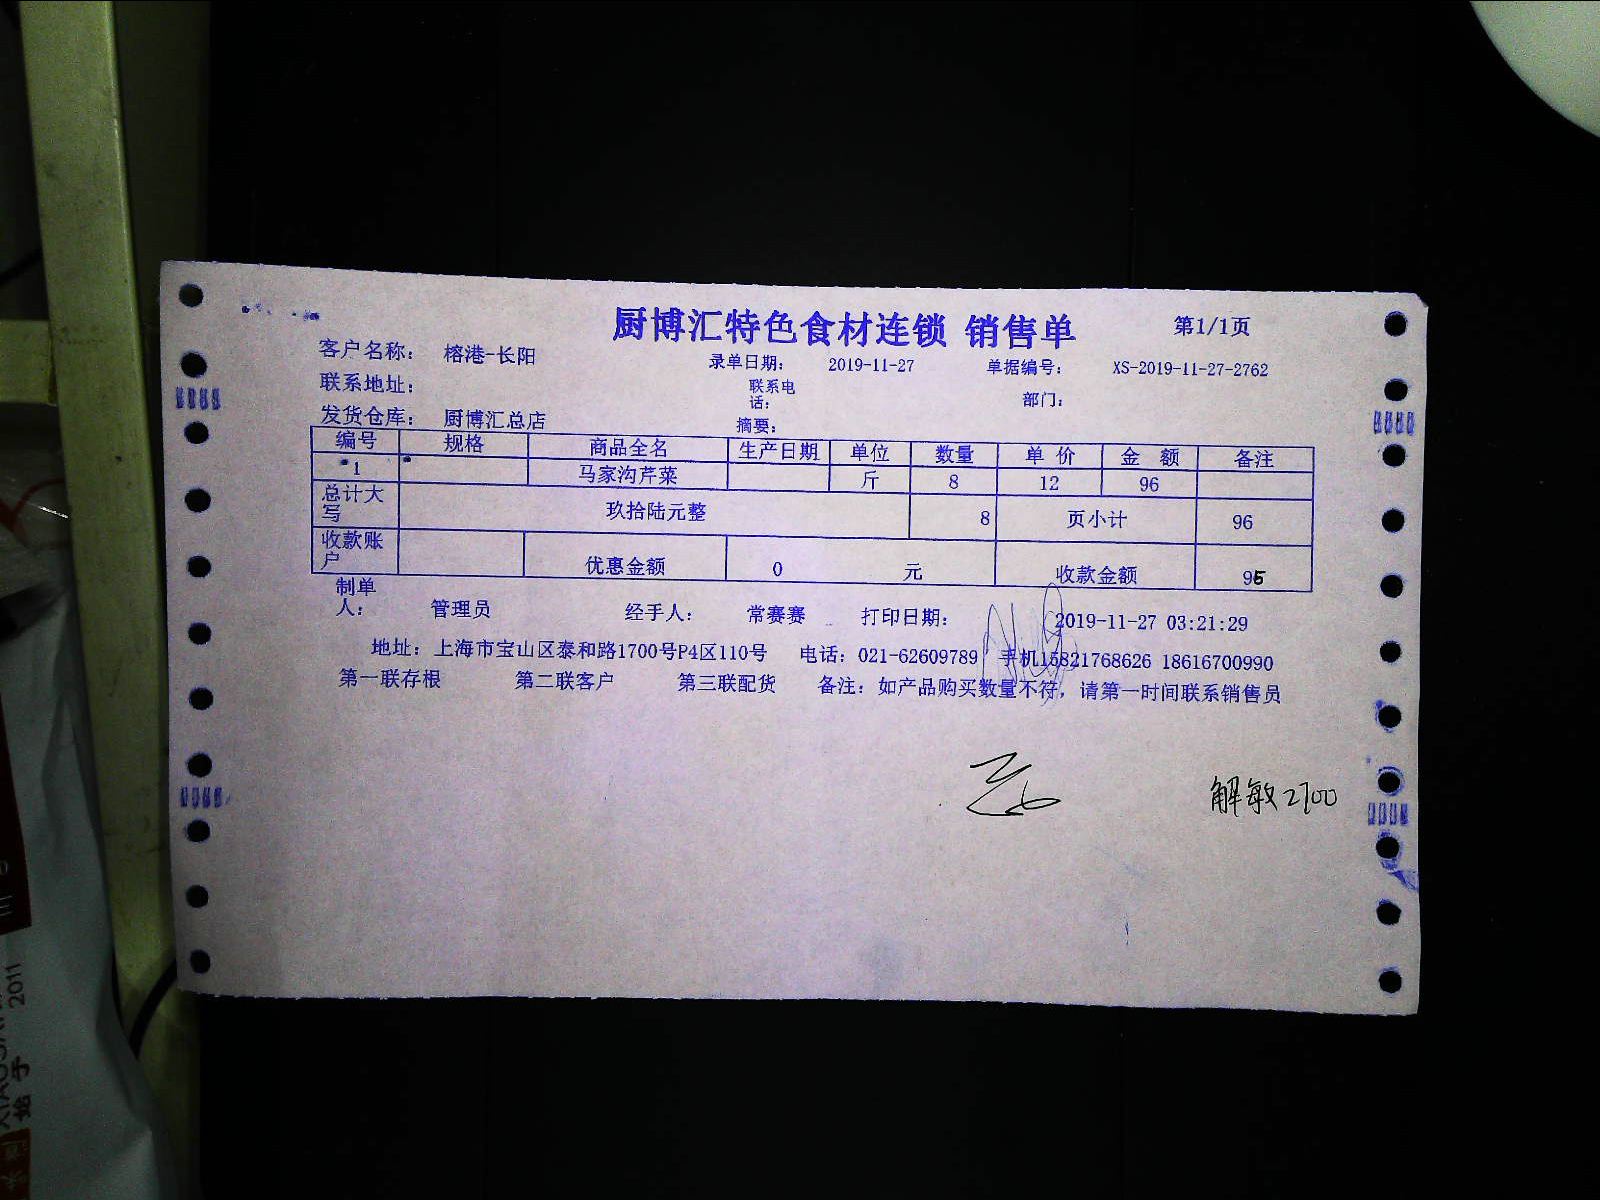 厨博汇特色食材连锁 销售单 第1/1页
客户名称： 榕港-长阳 录单日期： 2019-11-27 单据编号： XS-2019-11-27-2762
联系地址： 联系电话： 部门：
发货仓库： 厨博汇总店 摘要：
编号 规格 商品全名 生产日期 单位 数量 单 价 金 额 备注
1 马家沟芹菜 斤 8 12 96
总计大写 玖拾陆元整 8 页小计 96
收款账户 优惠金额 0 元 收款金额 95
制单人： 管理员 经手人： 常赛赛 打印日期： 2019-11-27 03:21:29
地址：上海市宝山区泰和路1700号P4区110号 电话：021-62609789 手机15821768626 18616700990
第一联存根 第二联客户 第三联配货 备注：如产品购买数量不符，请第一时间联系销售员
解敏2700
2011
始于
味道